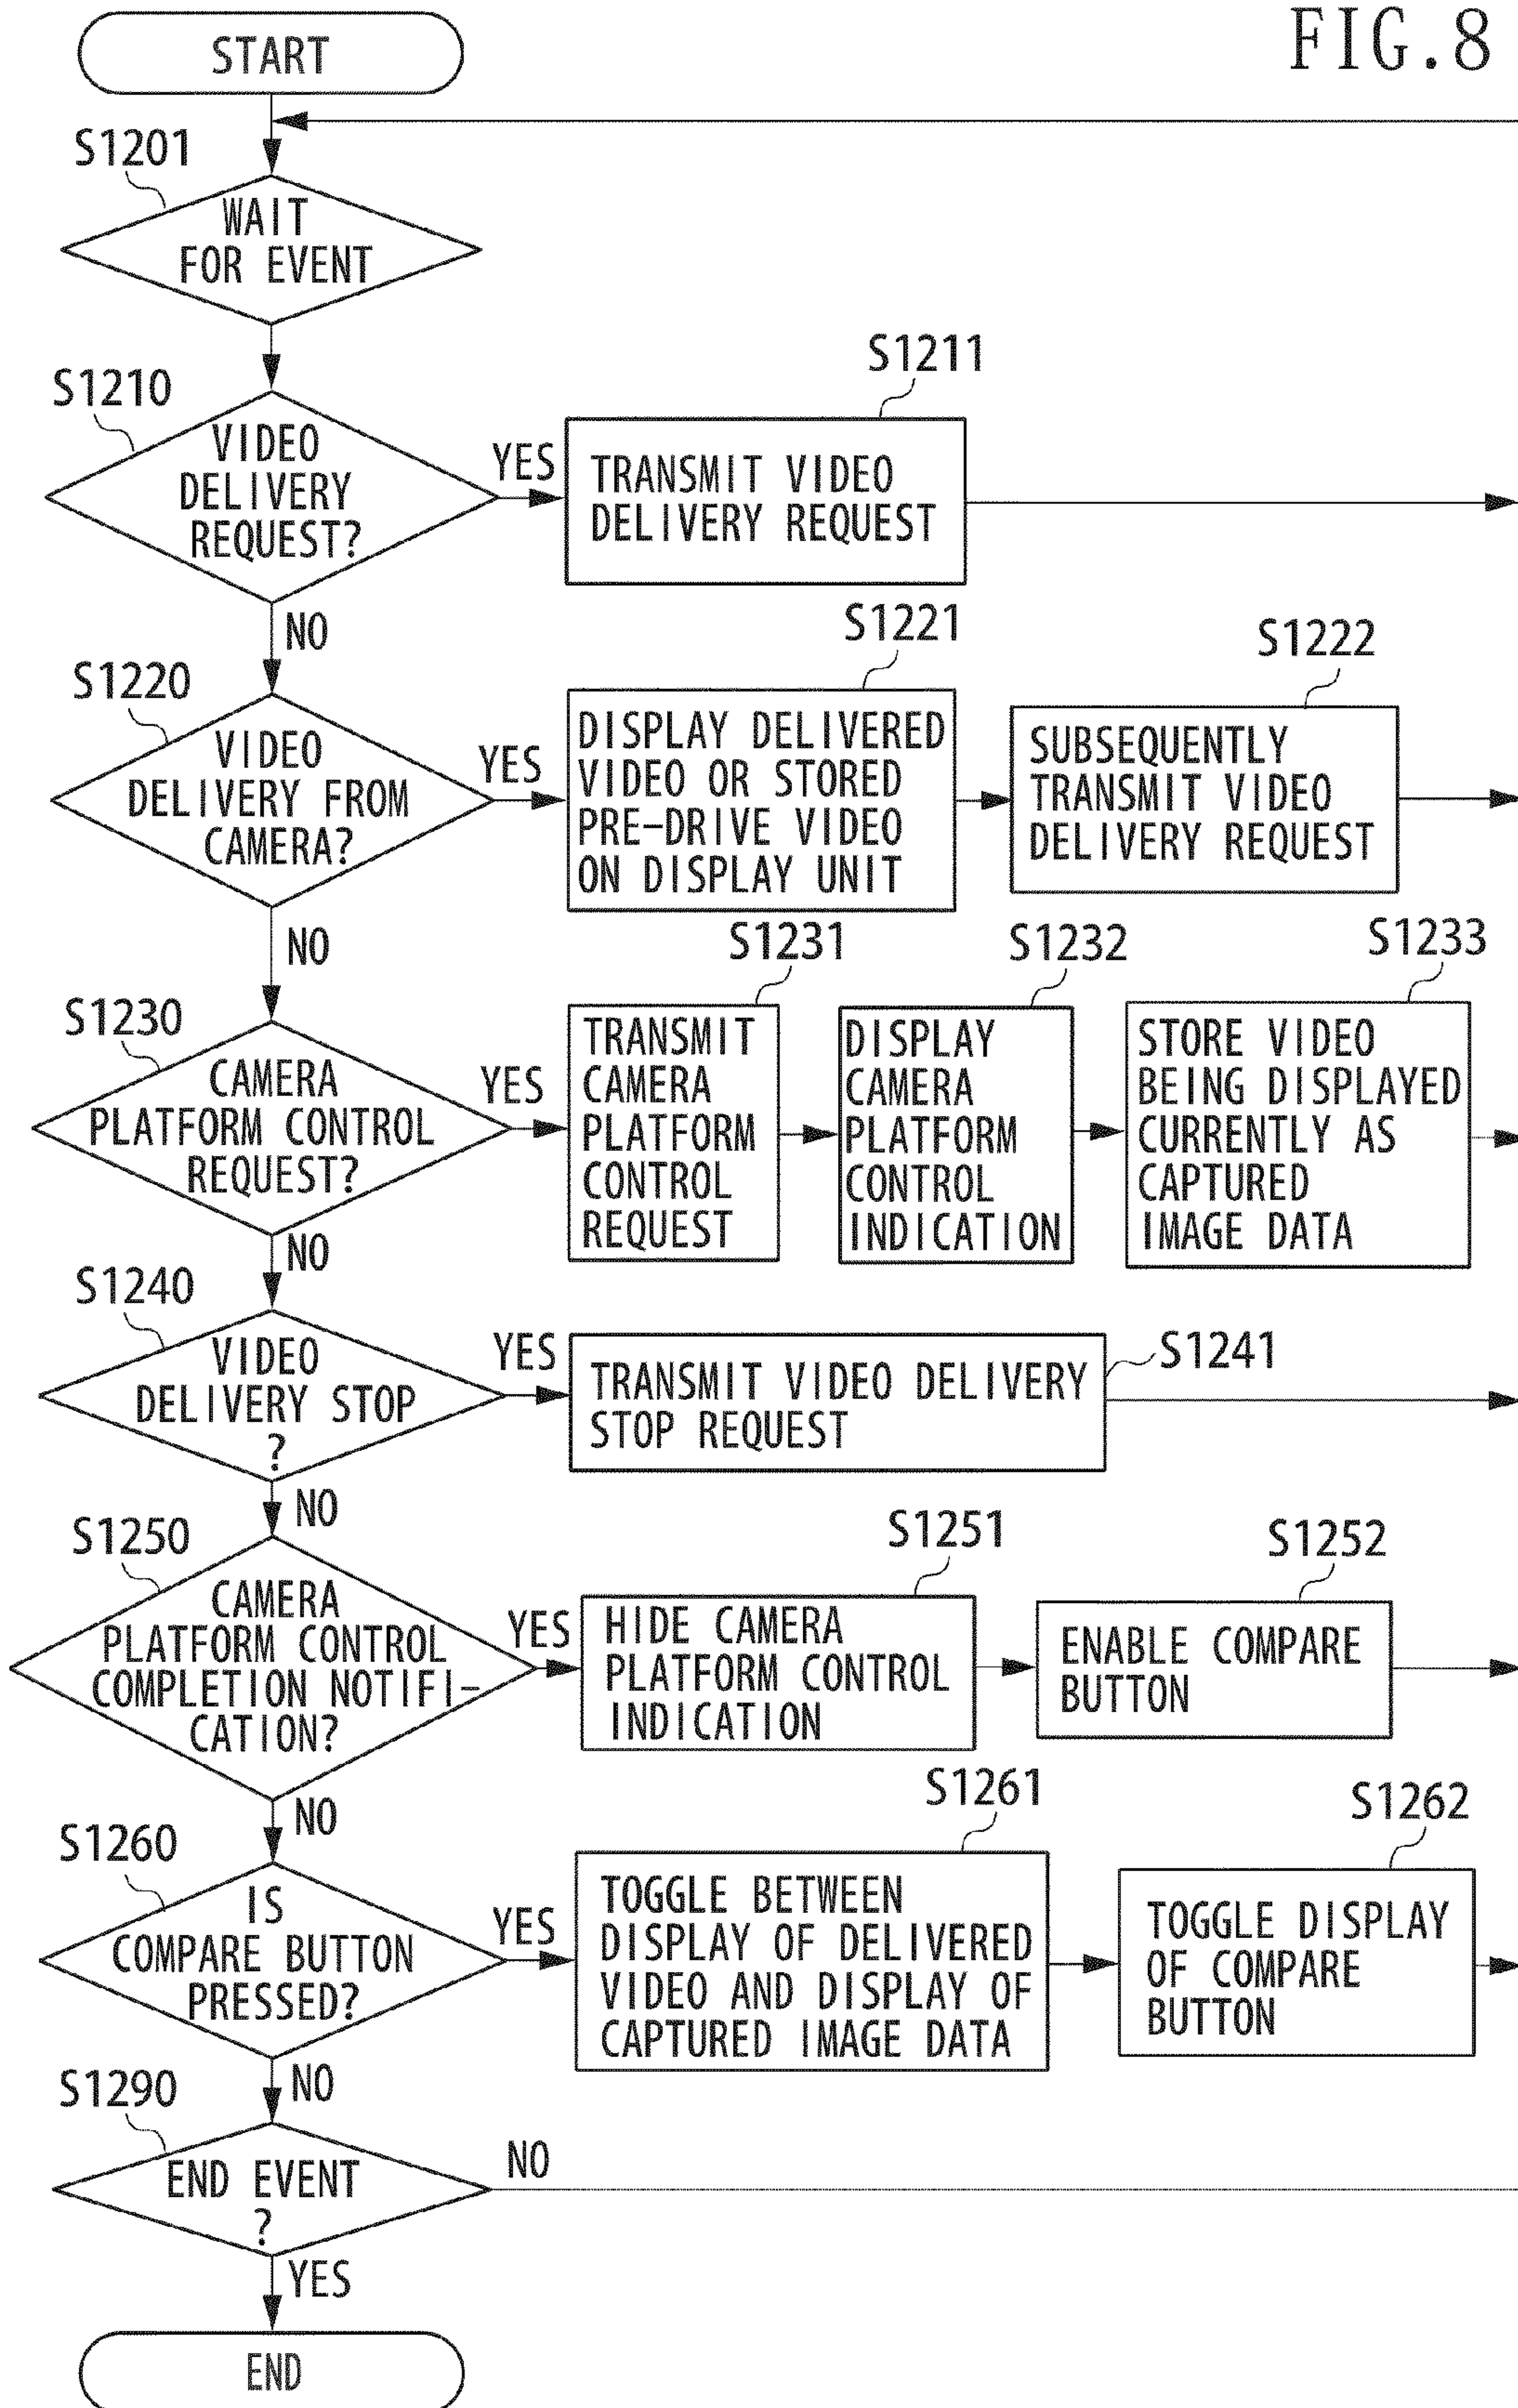 FIG.8
START
S1201
WAIT
FOR EVENT
S1210
VIDEO
DELIVERY
REQUEST?
YES
S1211
TRANSMIT VIDEO
DELIVERY REQUEST
NO
S1220
VIDEO
DELIVERY FROM
CAMERA?
YES
S1221
DISPLAY DELIVERED
VIDEO OR STORED
PRE-DRIVE VIDEO
ON DISPLAY UNIT
S1222
SUBSEQUENTLY
TRANSMIT VIDEO
DELIVERY REQUEST
NO
S1230
CAMERA
PLATFORM CONTROL
REQUEST?
YES
S1231
TRANSMIT
CAMERA
PLATFORM
CONTROL
REQUEST
S1232
DISPLAY
CAMERA
PLATFORM
CONTROL
INDICATION
S1233
STORE VIDEO
BEING DISPLAYED
CURRENTLY AS
CAPTURED
IMAGE DATA
NO
S1240
VIDEO
DELIVERY STOP
?
YES
TRANSMIT VIDEO DELIVERY
STOP REQUEST
S1241
NO
S1250
CAMERA
PLATFORM CONTROL
COMPLETION NOTIFI-
CATION?
YES
S1251
HIDE CAMERA
PLATFORM CONTROL
INDICATION
S1252
ENABLE COMPARE
BUTTON
NO
S1260
IS
COMPARE BUTTON
PRESSED?
YES
S1261
TOGGLE BETWEEN
DISPLAY OF DELIVERED
VIDEO AND DISPLAY OF
CAPTURED IMAGE DATA
S1262
TOGGLE DISPLAY
OF COMPARE
BUTTON
NO
S1290
END EVENT
?
NO
YES
END